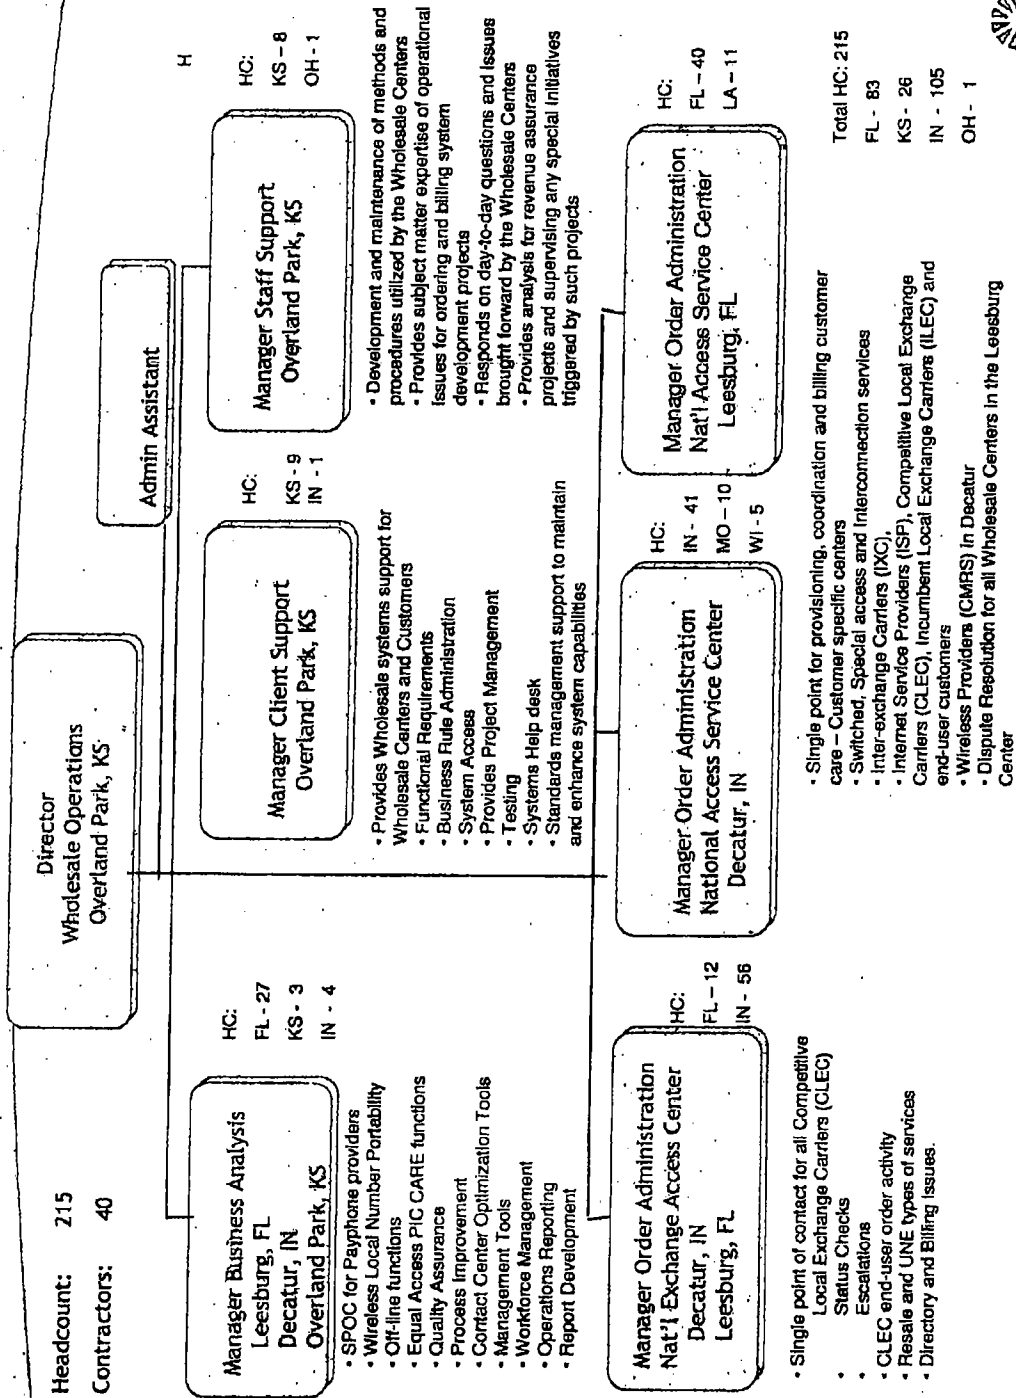 Headcount: 215
Contractors: 40
Director
Wholesale Operations
Overland Park, KS
Admin Assistant
H
Manager Business Analysis
Leesburg, FL
Decatur, IN
Overland Park, KS
HC:
FL - 27
KS - 3
IN - 4
• SPOC for Payphone providers
• Wireless Local Number Portability
• Off-line functions
• Equal Access PIC CARE functions
• Quality Assurance
• Process Improvement
• Contact Center Optimization Tools
• Management Tools
• Workforce Management
• Operations Reporting
• Report Development
Manager Client Support
Overland Park, KS
HC:
KS - 9
IN - 1
• Provides Wholesale systems support for
Wholesale Centers and Customers
• Functional Requirements
• Business Rule Administration
• System Access
• Provides Project Management
• Testing
• Systems Help desk
• Standards management support to maintain
and enhance system capabilities
Manager Staff Support
Overland Park, KS
HC:
KS – 8
OH - 1
• Development and maintenance of methods and
procedures utilized by the Wholesale Centers
• Provides subject matter expertise of operational
issues for ordering and billing system
development projects
• Responds on day-to-day questions and issues
brought forward by the Wholesale Centers
• Provides analysis for revenue assurance
projects and supervising any special initiatives
triggered by such projects
Manager Order Administration
Nat'l Exchange Access Center
Decatur, IN
Leesburg, FL
HC:
FL – 12
IN - 56
• Single point of contact for all Competitive
Local Exchange Carriers (CLEC)
• Status Checks
• Escalations
• CLEC end-user order activity
• Resale and UNE types of services
• Directory and Billing Issues.
Manager Order Administration
National Access Service Center
Decatur, IN
HC:
IN - 41
MO – 10
WI - 5
Manager Order Administration
Nat'l Access Service Center
Leesburg, FL
HC:
FL – 40
LA – 11
• Single point for provisioning, coordination and billing customer
care – Customer specific centers
• Switched, Special access and Interconnection services
• Inter-exchange Carriers (IXC),
• Internet Service Providers (ISP), Competitive Local Exchange
Carriers (CLEC), Incumbent Local Exchange Carriers (ILEC) and
end-user customers
• Wireless Providers (CMRS) in Decatur
• Dispute Resolution for all Wholesale Centers in the Leesburg
Center
Total HC: 215
FL - 83
KS - 26
IN - 105
OH - 1